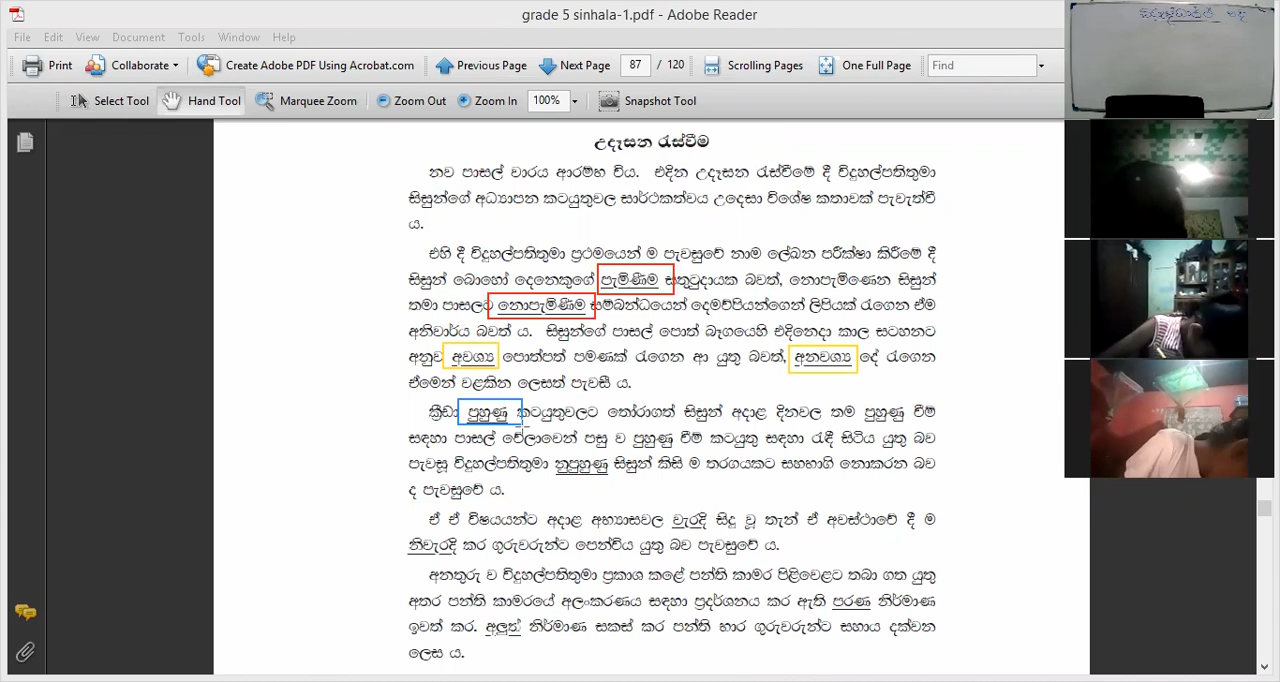 grade 5 sinhala-1.pdf - Adobe Reader
File Edit View Document Tools Window Help
Print Collaborate Create Adobe PDF Using Acrobat.com Previous Page Next Page 87 / 120 Scrolling Pages One Full Page Find
Select Tool Hand Tool Marquee Zoom Zoom Out Zoom In 100% Snapshot Tool
උදෑසන රැස්වීම
නව පාසල් වාරය ආරම්භ විය. එදින උදෑසන රැස්වීමේ දී විදුහල්පතිතුමා
සිසුන්ගේ අධ්‍යාපන කටයුතුවල සාර්ථකත්වය උදෙසා විශේෂ කතාවක් පැවැත්වී
ය.
එහි දී විදුහල්පතිතුමා ප්‍රථමයෙන් ම පැවසුවේ නාම ලේඛන පරීක්ෂා කිරීමේ දී
සිසුන් බොහෝ දෙනෙකුගේ පැමිණීම සතුටුදායක බවත්, නොපැමිණෙන සිසුන්
තමා පාසලට නොපැමිණීම සම්බන්ධයෙන් දෙමව්පියන්ගෙන් ලිපියක් රැගෙන ඒම
අනිවාර්ය බවත් ය. සිසුන්ගේ පාසල් පොත් බෑගයෙහි එදිනෙදා කාල සටහනට
අනුව අවශ්‍ය පොත්පත් පමණක් රැගෙන ආ යුතු බවත්, අනවශ්‍ය දේ රැගෙන
ඒමෙන් වළකින ලෙසත් පැවසී ය.
ක්‍රීඩා පුහුණු කටයුතුවලට තෝරාගත් සිසුන් අදාළ දිනවල තම පුහුණු වීම්
සඳහා පාසල් වේලාවෙන් පසු ව පුහුණු වීම් කටයුතු සඳහා රැඳී සිටිය යුතු බව
පැවසූ විදුහල්පතිතුමා නුපුහුණු සිසුන් කිසි ම තරගයකට සහභාගි නොකරන බව
ද පැවසුවේ ය.
ඒ ඒ විෂයයන්ට අදාළ අභ්‍යාසවල වැරදි සිදු වූ තැන් ඒ අවස්ථාවේ දී ම
නිවැරදි කර ගුරුවරුන්ට පෙන්විය යුතු බව පැවසුවේ ය.
අනතුරු ව විදුහල්පතිතුමා ප්‍රකාශ කළේ පන්ති කාමර පිළිවෙළට තබා ගත යුතු
අතර පන්ති කාමරයේ අලංකරණය සඳහා ප්‍රදර්ශනය කර ඇති පරණ නිර්මාණ
ඉවත් කර. අලුත් නිර්මාණ සකස් කර පන්ති භාර ගුරුවරුන්ට සහාය දක්වන
ලෙස ය.